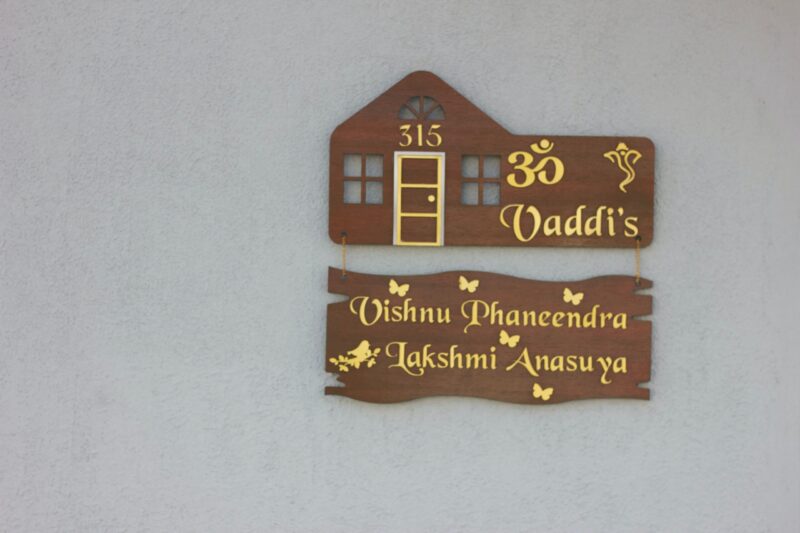 315
ॐ
Vaddi's
Vishnu Phaneendra
Lakshmi Anasuya